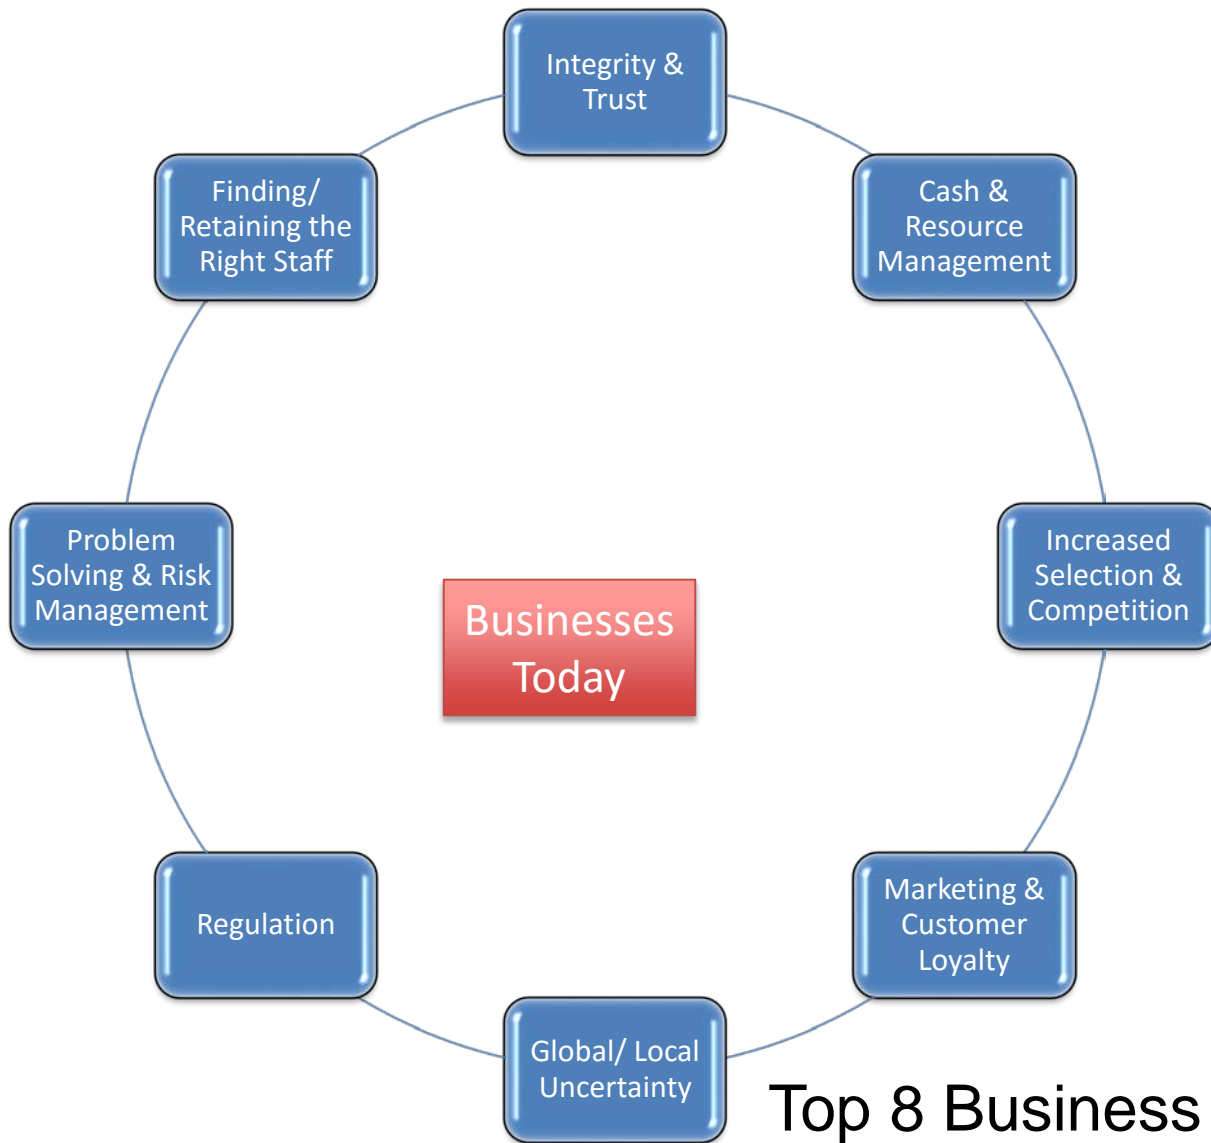 Integrity &
Trust
Cash &
Resource
Management
Increased
Selection &
Competition
Marketing &
Customer
Loyalty
Global/ Local
Uncertainty
Regulation
Problem
Solving & Risk
Management
Finding/
Retaining the
Right Staff
Businesses
Today
Top 8 Business